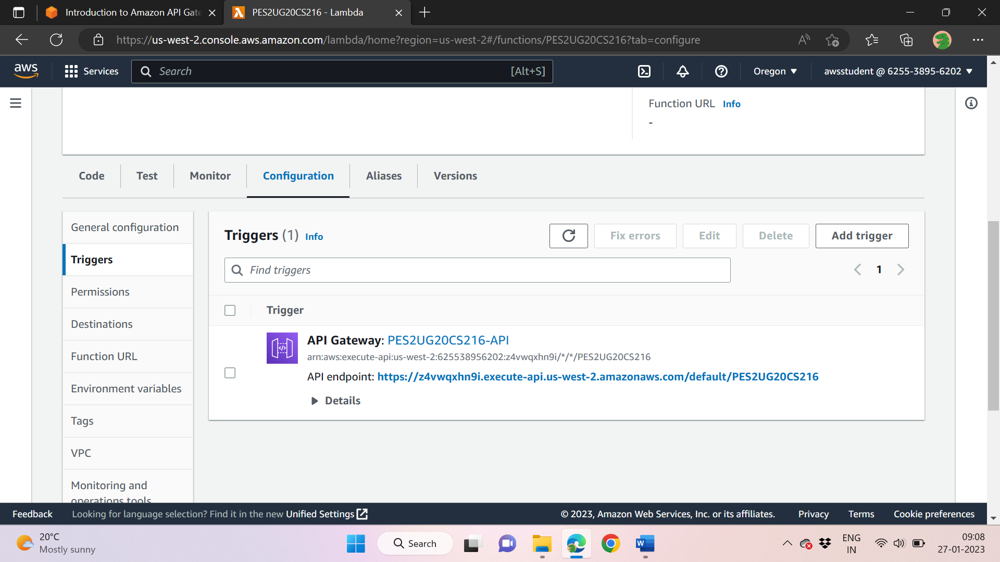 Introduction to Amazon API Gate
PES2UG20CS216 - Lambda
https://us-west-2.console.aws.amazon.com/lambda/home?region=us-west-2#/functions/PES2UG20CS216?tab=configure
aws
Services
Search
[Alt+S]
Oregon
awsstudent @ 6255-3895-6202
Function URL Info
-
Code
Test
Monitor
Configuration
Aliases
Versions
General configuration
Triggers
Permissions
Destinations
Function URL
Environment variables
Tags
VPC
Monitoring and
operations tools
Triggers (1) Info
Fix errors
Edit
Delete
Add trigger
Find triggers
1
Trigger
API Gateway: PES2UG20CS216-API
arn:aws:execute-api:us-west-2:625538956202:z4vwqxhn9i/*/*/PES2UG20CS216
API endpoint: https://z4vwqxhn9i.execute-api.us-west-2.amazonaws.com/default/PES2UG20CS216
Details
Feedback
Looking for language selection? Find it in the new Unified Settings
© 2023, Amazon Web Services, Inc. or its affiliates.
Privacy
Terms
Cookie preferences
20°C
Mostly sunny
Search
ENG
IN
09:08
27-01-2023